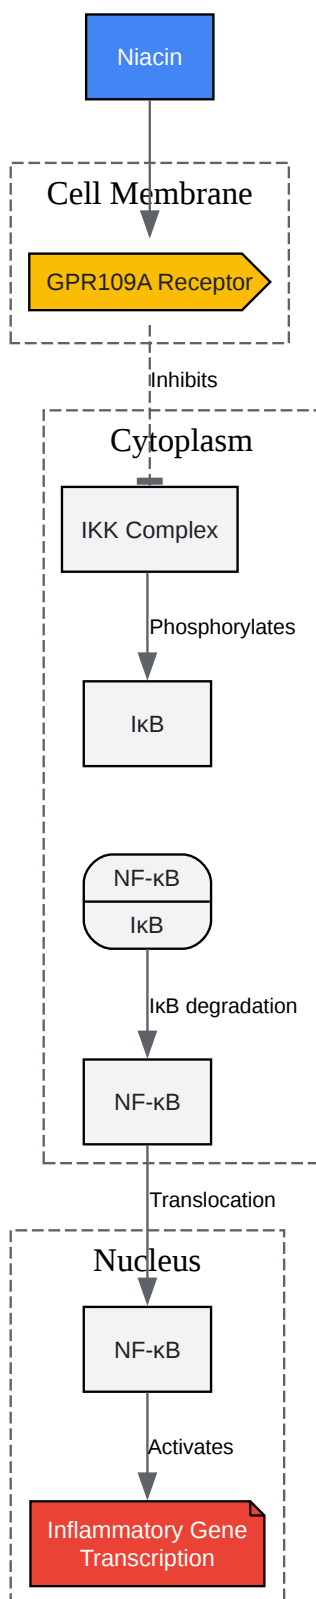 Niacin
Cell Membrane
GPR109A Receptor
Inhibits
Cytoplasm
IKK Complex
Phosphorylates
IκB
NF-κB
IκB
IκB degradation
NF-κB
Translocation
Nucleus
NF-κB
Activates
Inflammatory Gene
Transcription